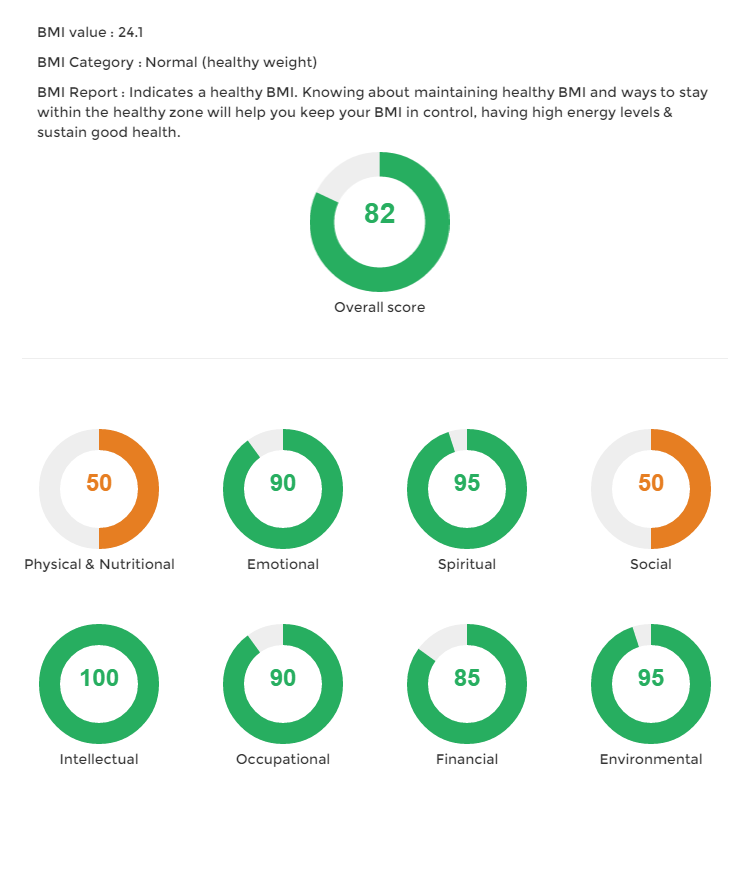 BMI value : 24.1
BMI Category : Normal (healthy weight)
BMI Report : Indicates a healthy BMI. Knowing about maintaining healthy BMI and ways to stay
within the healthy zone will help you keep your BMI in control, having high energy levels &
sustain good health.
82
Overall score
50
90
95
50
Physical & Nutritional
Emotional
Spiritual
Social
100
90
85
95
Intellectual
Occupational
Financial
Environmental